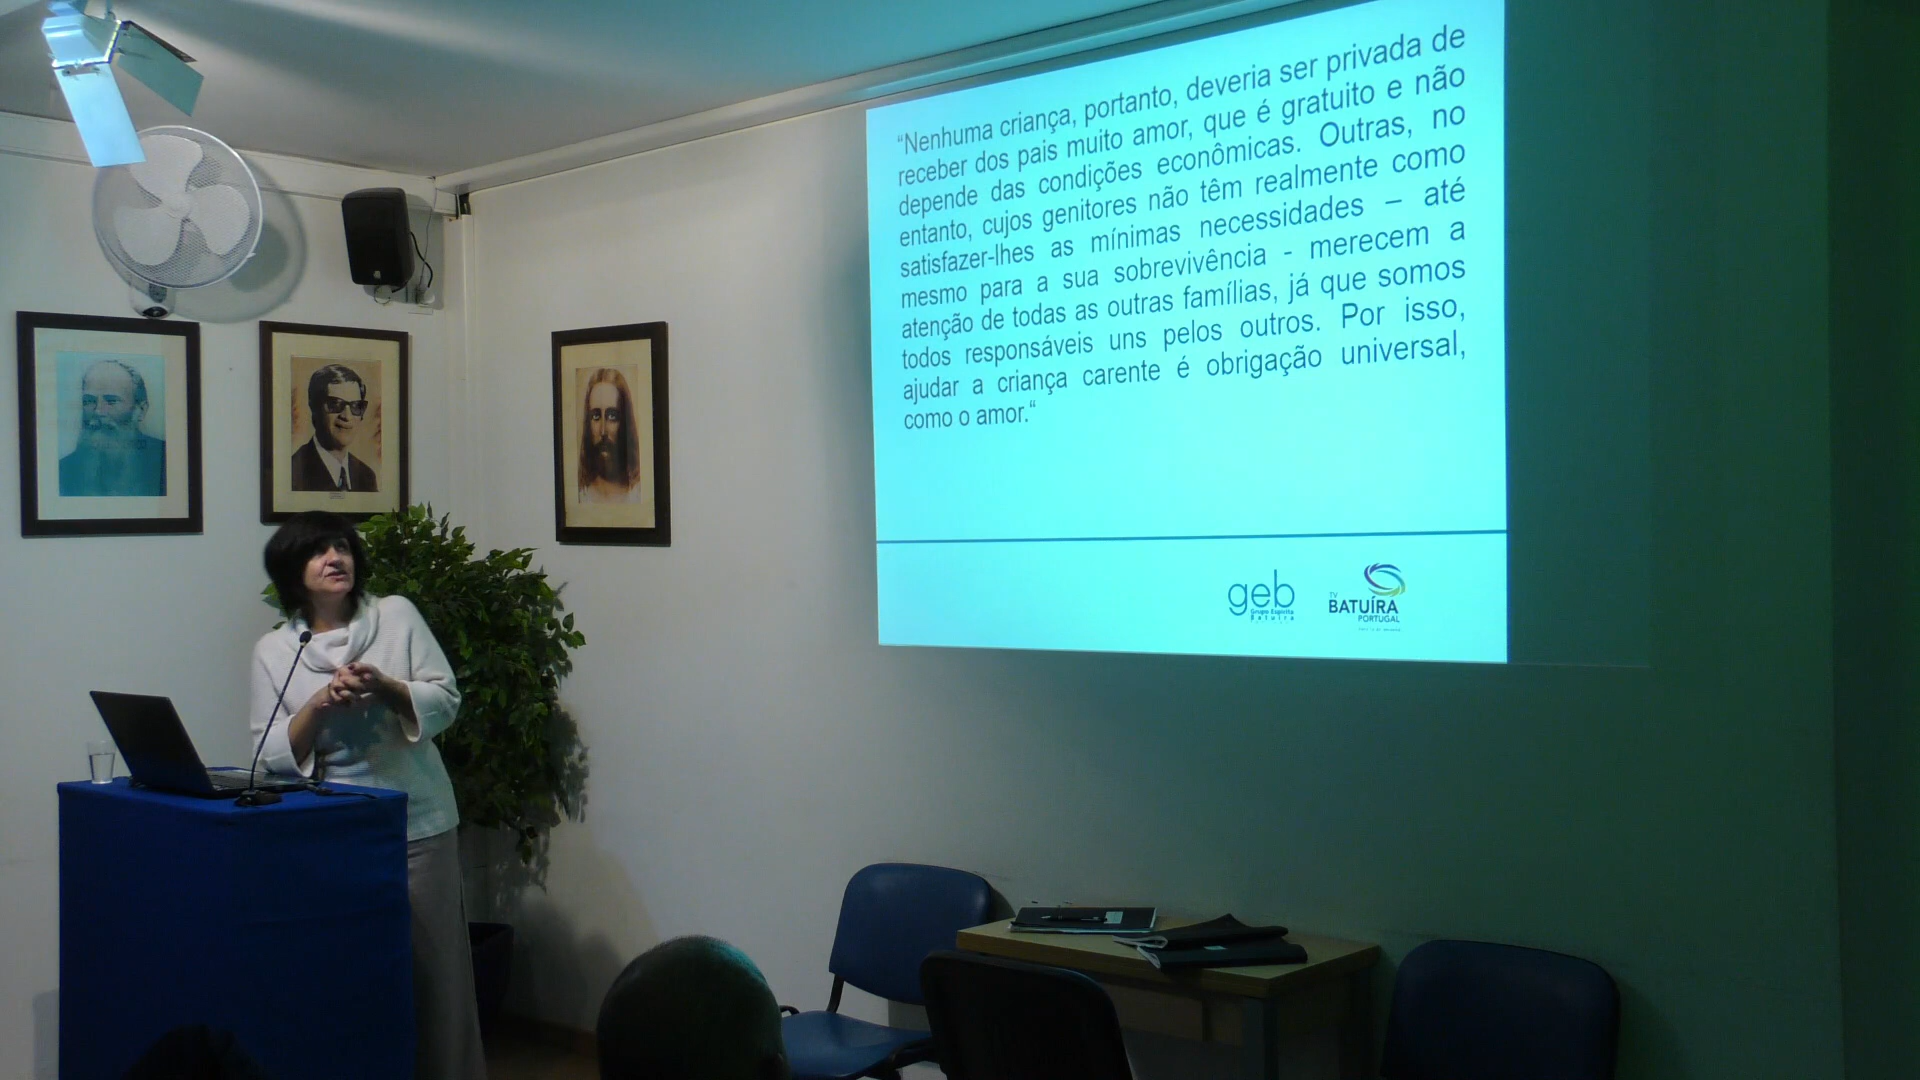 “Nenhuma criança, portanto, deveria ser privada de
receber dos pais muito amor, que é gratuito e não
depende das condições econômicas. Outras, no
entanto, cujos genitores não têm realmente como
satisfazer-lhes as mínimas necessidades – até
mesmo para a sua sobrevivência - merecem a
atenção de todas as outras famílias, já que somos
todos responsáveis uns pelos outros. Por isso,
ajudar a criança carente é obrigação universal,
como o amor.“
geb
Grupo Espírita
Batuíra
TV
BATUÍRA
PORTUGAL